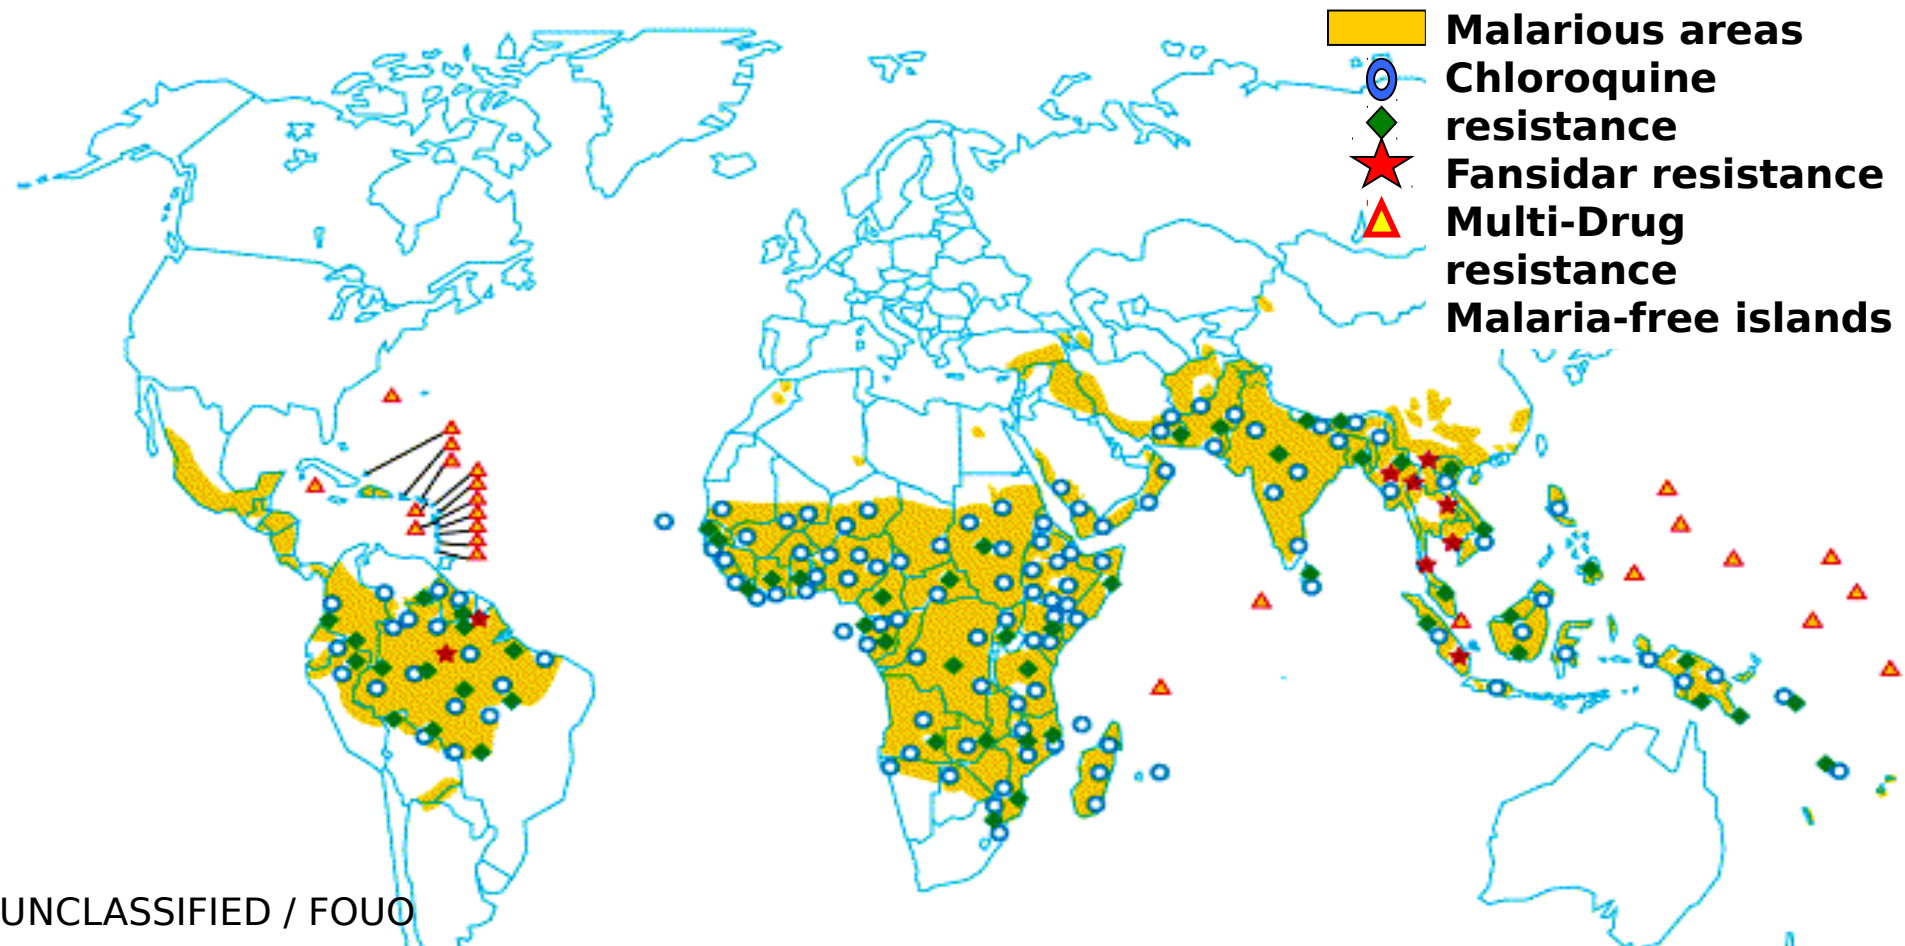 Malarious areas
Chloroquine
resistance
Fansidar resistance
Multi-Drug
resistance
Malaria-free islands
UNCLASSIFIED / FOUO